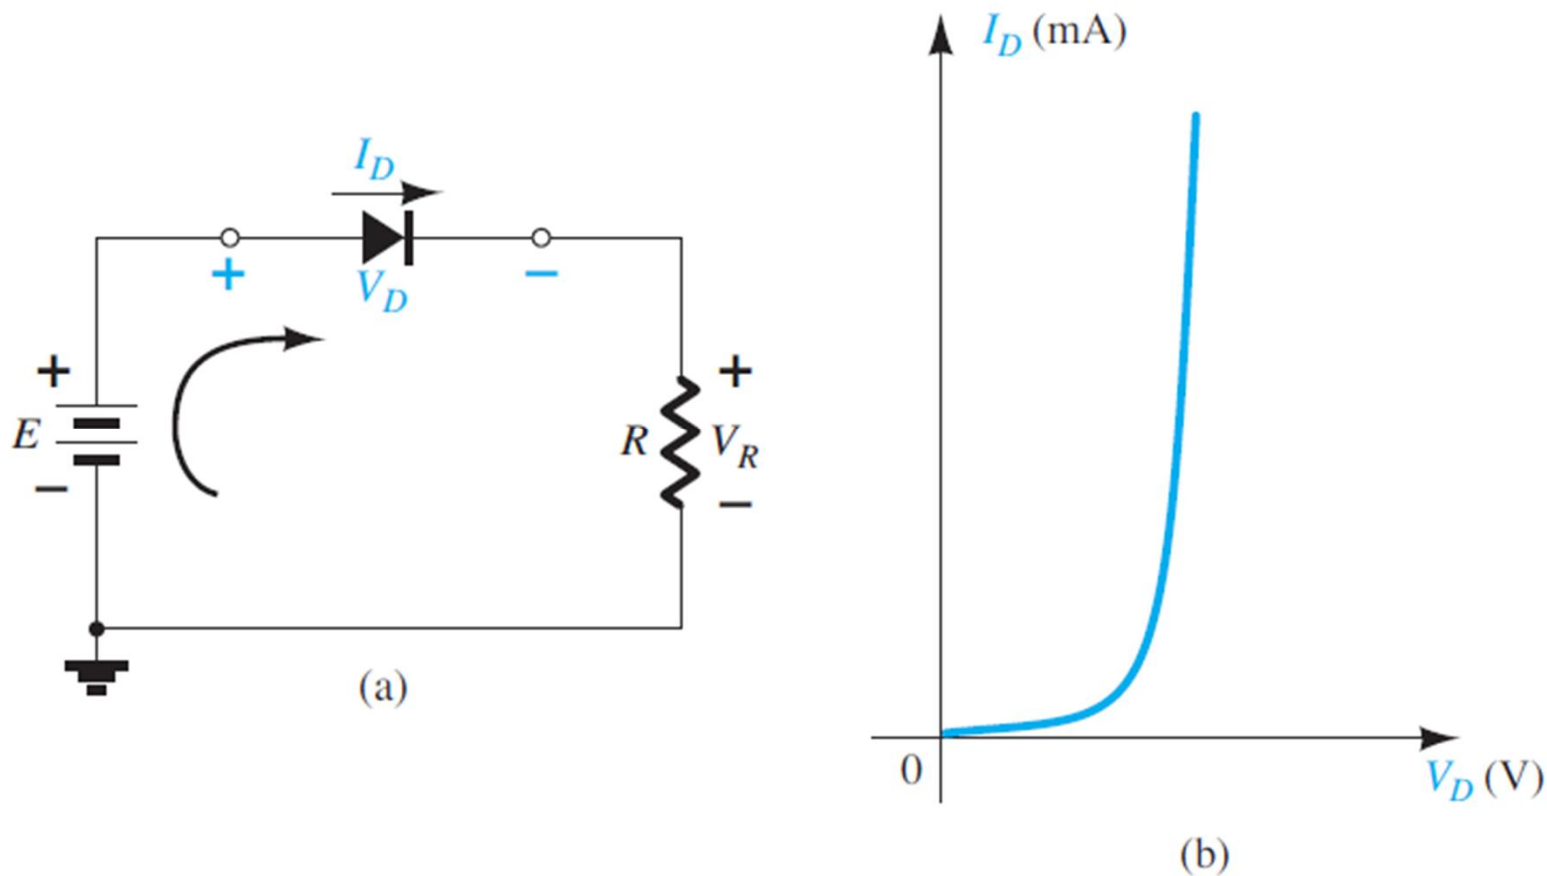 I_D
+
V_D
−
+
E
−
R
+
V_R
−
(a)
I_D (mA)
0
V_D (V)
(b)